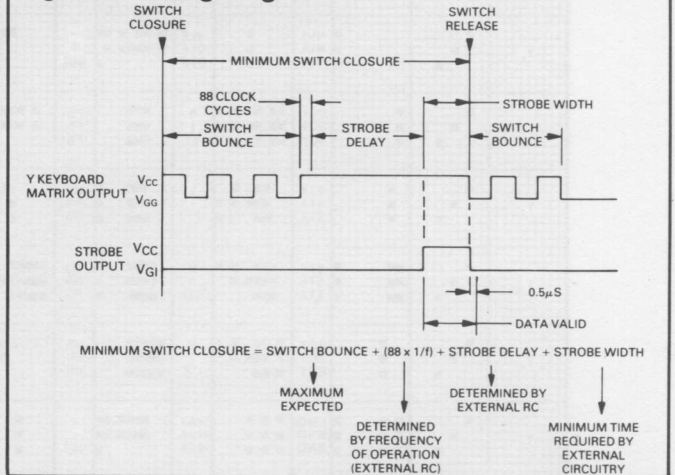 SWITCH
CLOSURE
SWITCH
RELEASE
MINIMUM SWITCH CLOSURE
88 CLOCK
CYCLES
STROBE WIDTH
SWITCH
BOUNCE
STROBE
DELAY
SWITCH
BOUNCE
Y KEYBOARD
MATRIX OUTPUT
VCC
VGG
STROBE
OUTPUT
VCC
VGI
0.5µS
DATA VALID
MINIMUM SWITCH CLOSURE = SWITCH BOUNCE + (88 x 1/f) + STROBE DELAY + STROBE WIDTH
MAXIMUM
EXPECTED
DETERMINED
BY FREQUENCY
OF OPERATION
(EXTERNAL RC)
DETERMINED BY
EXTERNAL RC
MINIMUM TIME
REQUIRED BY
EXTERNAL
CIRCUITRY